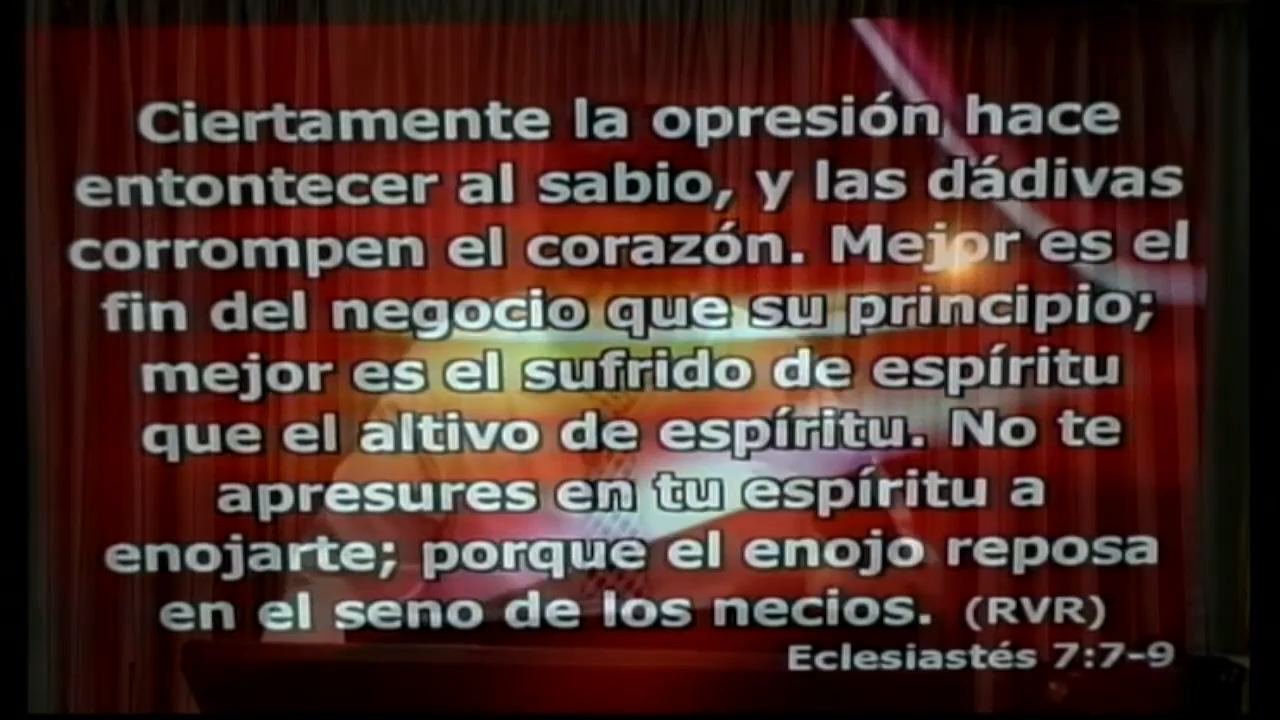 Ciertamente la opresión hace
entontecer al sabio, y las dádivas
corrompen el corazón. Mejor es el
fin del negocio que su principio;
mejor es el sufrido de espíritu
que el altivo de espíritu. No te
apresures en tu espíritu a
enojarte; porque el enojo reposa
en el seno de los necios. (RVR)
Eclesiastés 7:7-9